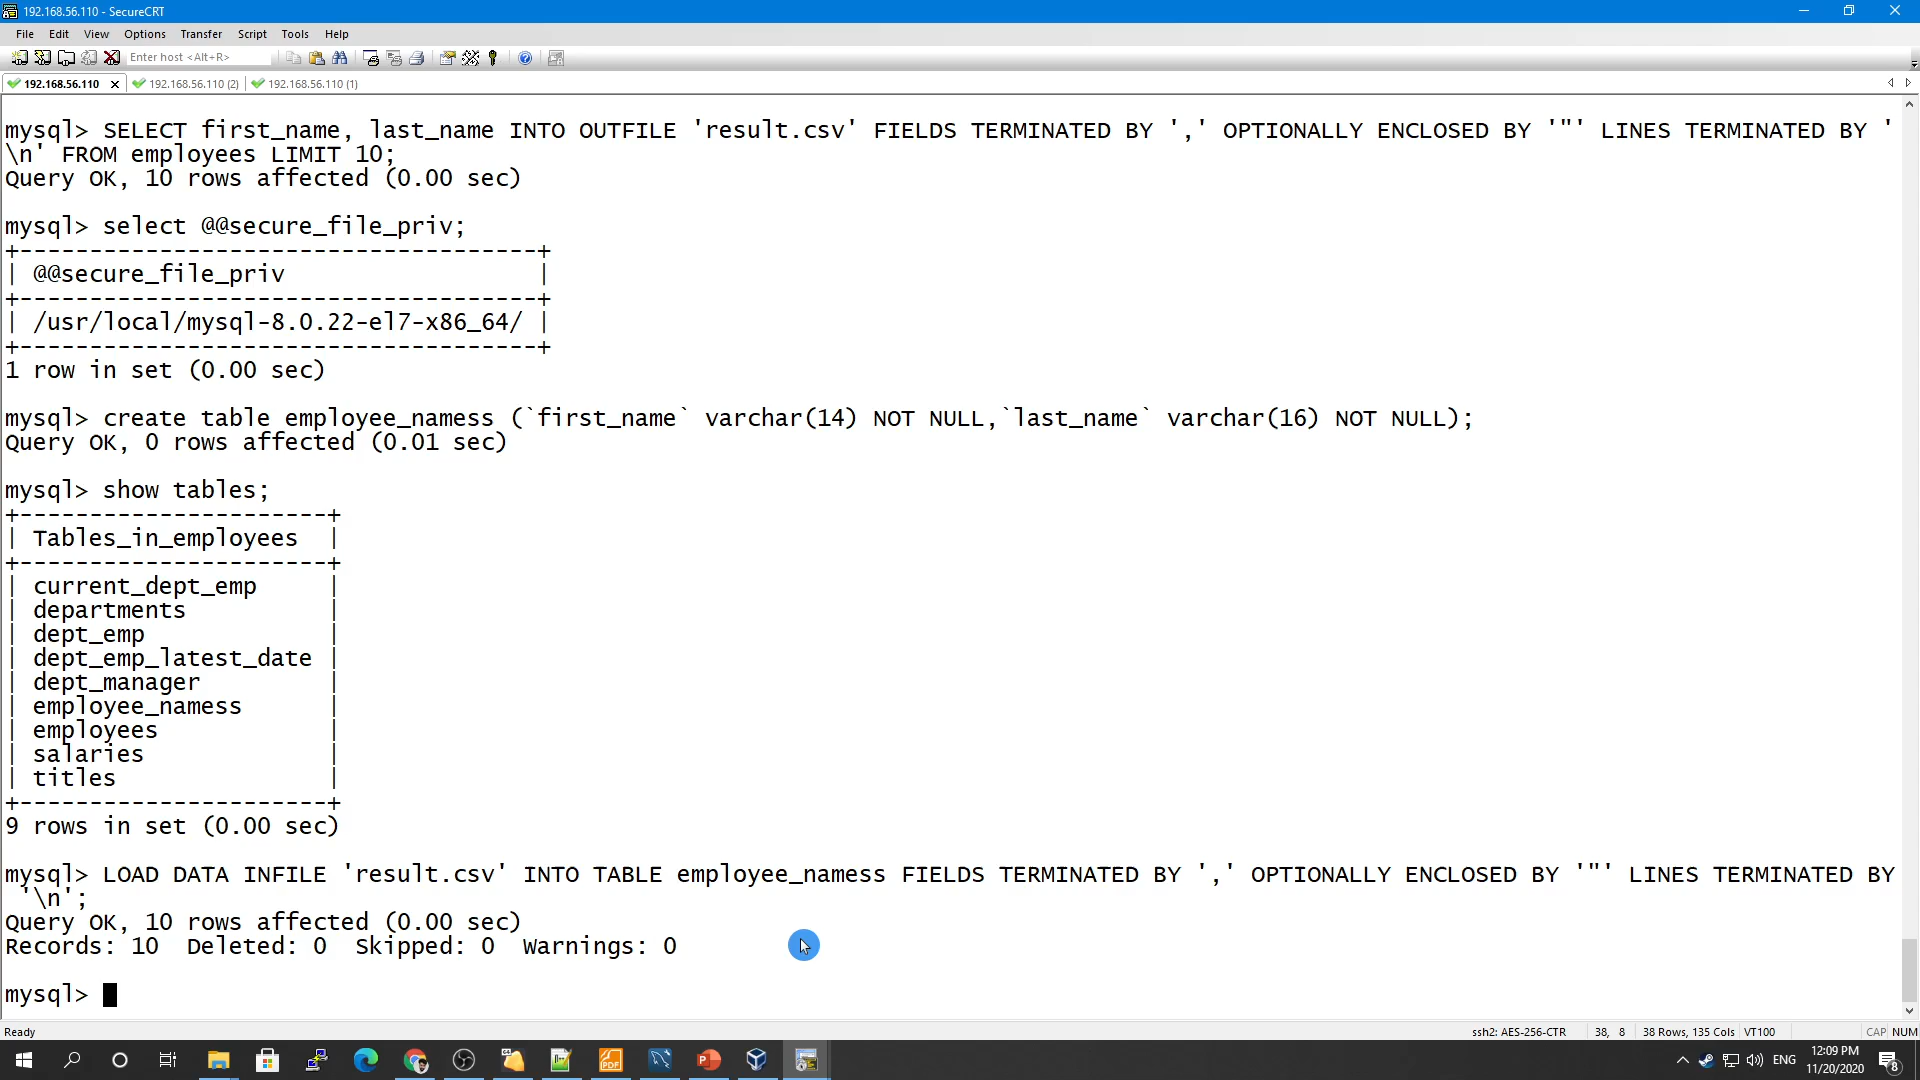 192.168.56.110 - SecureCRT
File Edit View Options Transfer Script Tools Help
Enter host <Alt+R>
192.168.56.110 192.168.56.110 (2) 192.168.56.110 (1)
mysql> SELECT first_name, last_name INTO OUTFILE 'result.csv' FIELDS TERMINATED BY ',' OPTIONALLY ENCLOSED BY '"' LINES TERMINATED BY '
\n' FROM employees LIMIT 10;
Query OK, 10 rows affected (0.00 sec)
mysql> select @@secure_file_priv;
+-------------------------------------+
| @@secure_file_priv                  |
+-------------------------------------+
| /usr/local/mysql-8.0.22-el7-x86_64/ |
+-------------------------------------+
1 row in set (0.00 sec)
mysql> create table employee_namess (`first_name` varchar(14) NOT NULL,`last_name` varchar(16) NOT NULL);
Query OK, 0 rows affected (0.01 sec)
mysql> show tables;
+----------------------+
| Tables_in_employees  |
+----------------------+
| current_dept_emp     |
| departments          |
| dept_emp             |
| dept_emp_latest_date |
| dept_manager         |
| employee_namess      |
| employees            |
| salaries             |
| titles               |
+----------------------+
9 rows in set (0.00 sec)
mysql> LOAD DATA INFILE 'result.csv' INTO TABLE employee_namess FIELDS TERMINATED BY ',' OPTIONALLY ENCLOSED BY '"' LINES TERMINATED BY
'\n';
Query OK, 10 rows affected (0.00 sec)
Records: 10  Deleted: 0  Skipped: 0  Warnings: 0
mysql>
Ready ssh2: AES-256-CTR 38, 8 38 Rows, 135 Cols VT100 CAP NUM
ENG 12:09 PM
11/20/2020 8